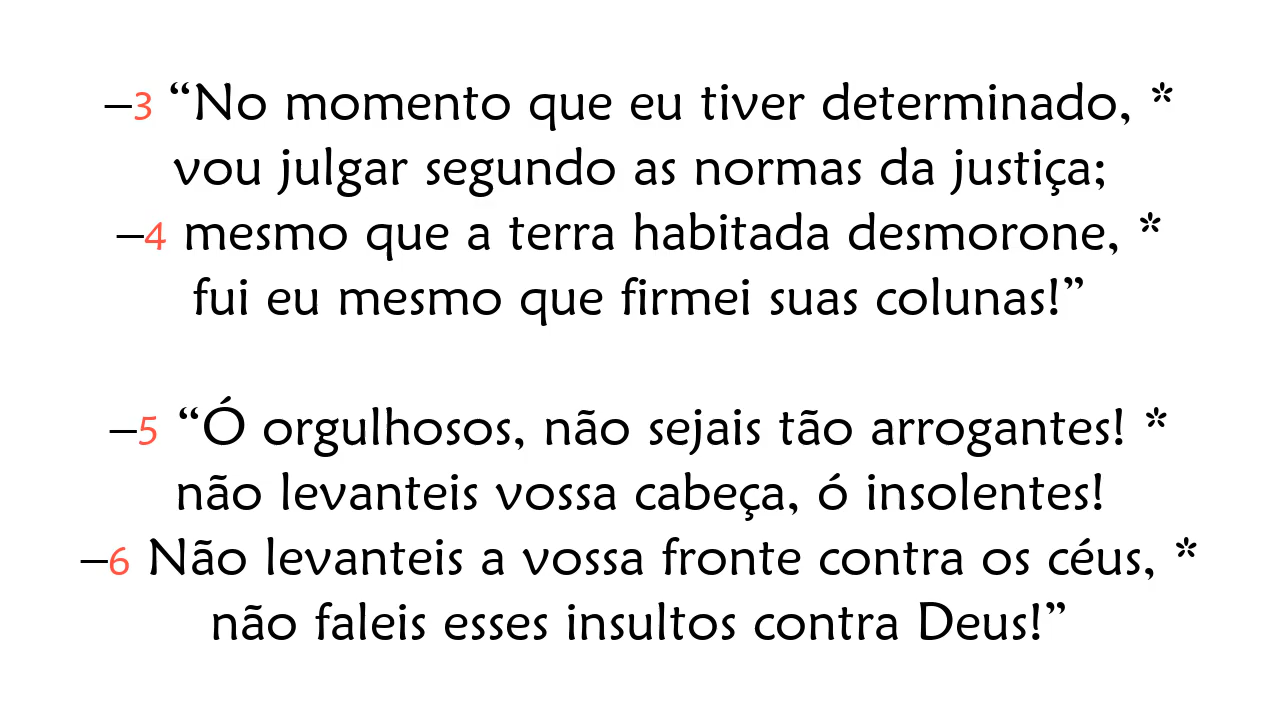 –3 “No momento que eu tiver determinado, *
vou julgar segundo as normas da justiça;
–4 mesmo que a terra habitada desmorone, *
fui eu mesmo que firmei suas colunas!”
–5 “Ó orgulhosos, não sejais tão arrogantes! *
não levanteis vossa cabeça, ó insolentes!
–6 Não levanteis a vossa fronte contra os céus, *
não faleis esses insultos contra Deus!”